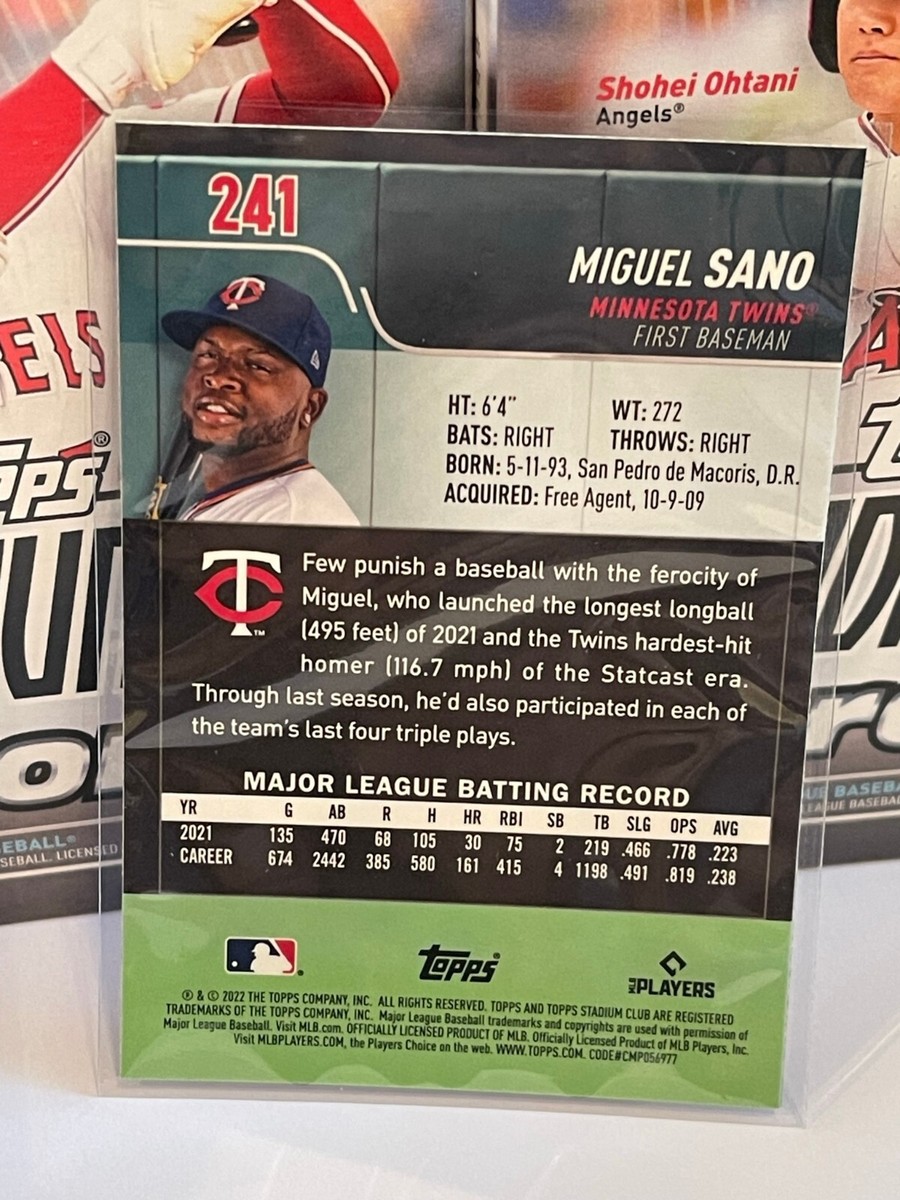 Shohei Ohtani
Angels®
241
MIGUEL SANO
MINNESOTA TWINS®
FIRST BASEMAN
HT: 6'4" WT: 272
BATS: RIGHT THROWS: RIGHT
BORN: 5-11-93, San Pedro de Macoris, D.R.
ACQUIRED: Free Agent, 10-9-09
TC™
Few punish a baseball with the ferocity of
Miguel, who launched the longest longball
(495 feet) of 2021 and the Twins hardest-hit
homer (116.7 mph) of the Statcast era.
Through last season, he'd also participated in each of
the team's last four triple plays.
MAJOR LEAGUE BATTING RECORD
YR G AB R H HR RBI SB TB SLG OPS AVG
2021 135 470 68 105 30 75 2 219 .466 .778 .223
CAREER 674 2442 385 580 161 415 4 1198 .491 .819 .238
topps®
MLB PLAYERS
® & © 2022 THE TOPPS COMPANY, INC. ALL RIGHTS RESERVED. TOPPS AND TOPPS STADIUM CLUB ARE REGISTERED
TRADEMARKS OF THE TOPPS COMPANY, INC. Major League Baseball trademarks and copyrights are used with permission of
Major League Baseball. Visit MLB.com. OFFICIALLY LICENSED PRODUCT OF MLB. Officially Licensed Product of MLB Players, Inc.
Visit MLBPLAYERS.COM, the Players Choice on the web. WWW.TOPPS.COM. CODE#CMP056977